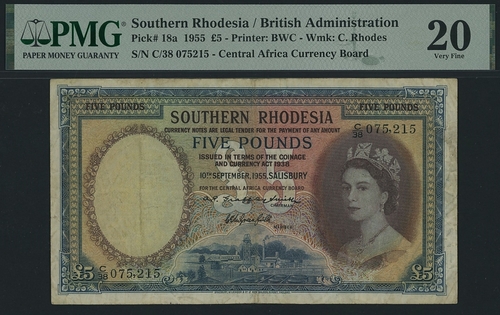 PMG
PAPER MONEY GUARANTY
Southern Rhodesia / British Administration
Pick# 18a 1955 £5 - Printer: BWC - Wmk: C. Rhodes
S/N C/38 075215 - Central Africa Currency Board
20
Very Fine
FIVE POUNDS
FIVE POUNDS
SOUTHERN RHODESIA
CURRENCY NOTES ARE LEGAL TENDER FOR THE PAYMENT OF ANY AMOUNT
C/38 075,215
FIVE POUNDS
ISSUED IN TERMS OF THE COINAGE
AND CURRENCY ACT 1938
10TH SEPTEMBER, 1955, SALISBURY
FOR THE CENTRAL AFRICA CURRENCY BOARD
CHAIRMAN
£5
C/38 075,215
£5